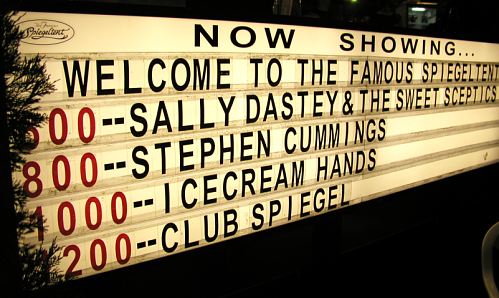 Spiegeltent
NOW SHOWING...
WELCOME TO THE FAMOUS SPIEGELTEN
600--SALLY DASTEY & THE SWEET SCEPTICS
800--STEPHEN CUMMINGS
1000--ICECREAM HANDS
1200--CLUB SPIEGEL